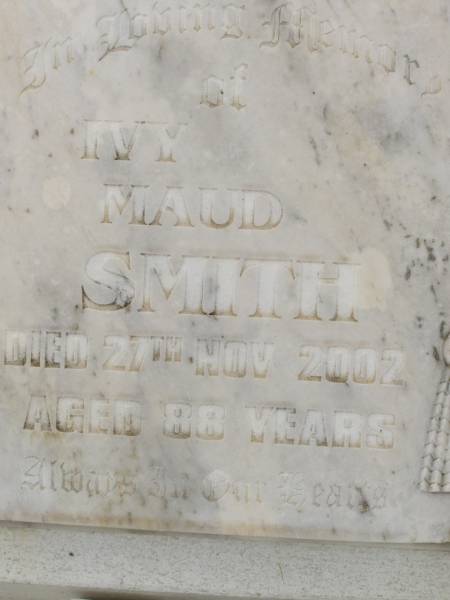 In Loving Memory
of
IVY
MAUD
SMITH
DIED 27TH NOV 2002
AGED 88 YEARS
Always In Our Hearts